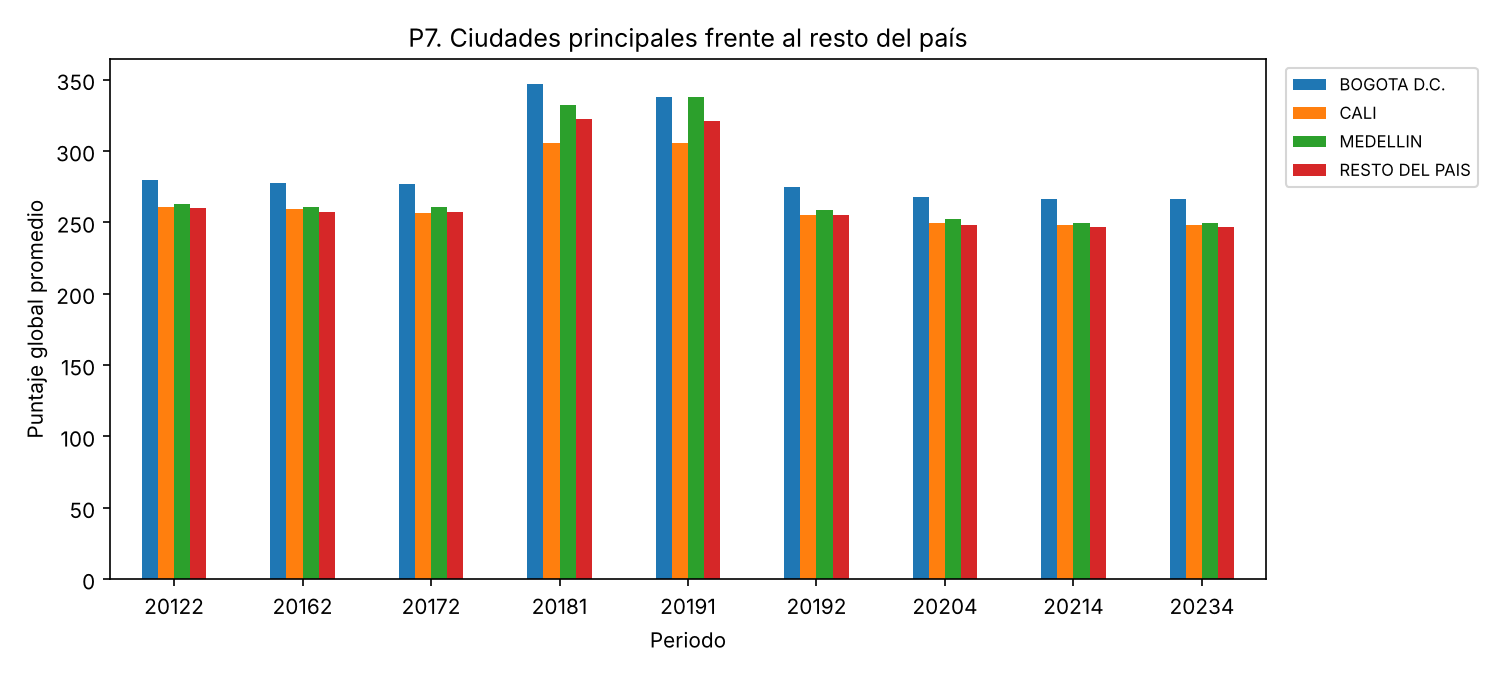 P7. Ciudades principales frente al resto del país
BOGOTA D.C.
CALI
MEDELLIN
RESTO DEL PAIS
Puntaje global promedio
350
300
250
200
150
100
50
0
20122 20162 20172 20181 20191 20192 20204 20214 20234
Periodo